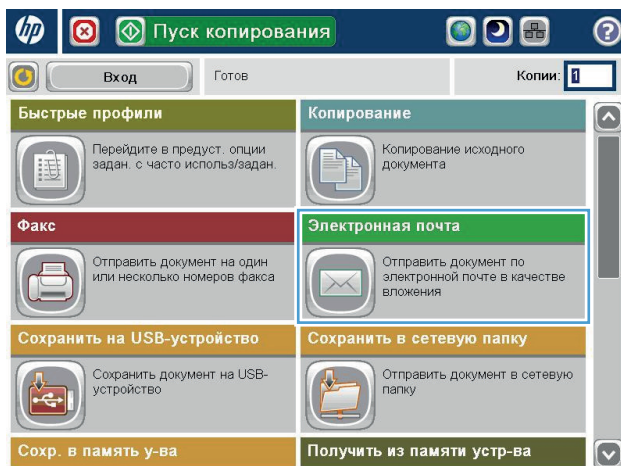 hp
Пуск копирования
?
Вход
Готов
Копии: 1
Быстрые профили
Перейдите в предуст. опции
задан. с часто использ/задан.
Копирование
Копирование исходного
документа
Факс
Отправить документ на один
или несколько номеров факса
Электронная почта
Отправить документ по
электронной почте в качестве
вложения
Сохранить на USB-устройство
Сохранить документ на USB-
устройство
Сохранить в сетевую папку
Отправить документ в сетевую
папку
Сохр. в память у-ва
Получить из памяти устр-ва